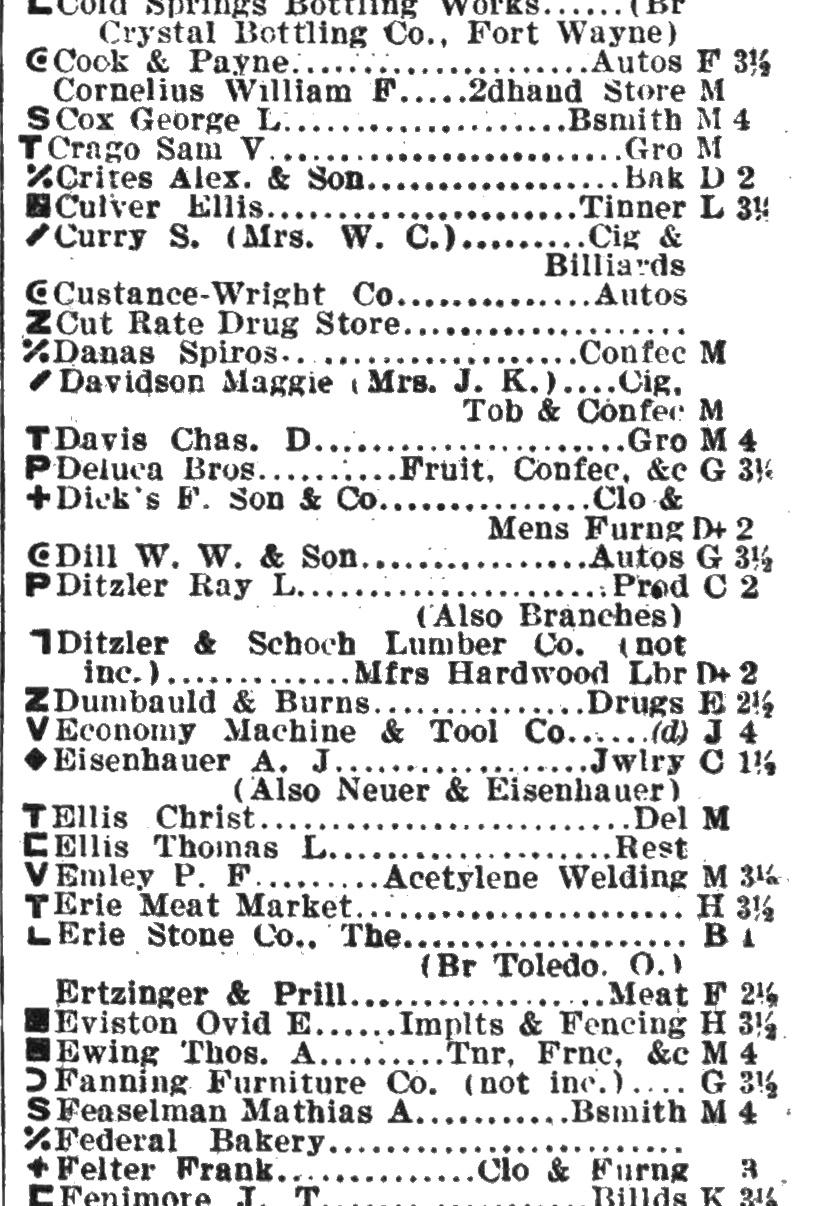 Cold Springs Bottling Works......(Br
Crystal Bottling Co., Fort Wayne)
Cook & Payne......................Autos F 3½
Cornelius William F.....2dhand Store M
S Cox George L....................Bsmith M 4
T Crago Sam V.........................Gro M
% Crites Alex. & Son..................Bak D 2
Culver Ellis......................Tinner L 3½
Curry S. (Mrs. W. C.).........Cig &
Billiards
Custance-Wright Co..............Autos
Z Cut Rate Drug Store....................
% Danas Spiros.....................Confec M
Davidson Maggie (Mrs. J. K.)....Cig,
Tob & Confec M
T Davis Chas. D......................Gro M 4
P Deluca Bros..........Fruit, Confec, &c G 3½
+ Dick's F. Son & Co...............Clo &
Mens Furng D+ 2
Dill W. W. & Son................Autos G 3½
P Ditzler Ray L......................Prod C 2
(Also Branches)
Ditzler & Schoch Lumber Co. (not
inc.).............Mfrs Hardwood Lbr D+ 2
Z Dumbauld & Burns...............Drugs E 2½
V Economy Machine & Tool Co......(d) J 4
◆ Eisenhauer A. J..................Jwlry C 1½
(Also Neuer & Eisenhauer)
T Ellis Christ..........................Del M
Ellis Thomas L....................Rest
V Emley P. F.........Acetylene Welding M 3½
T Erie Meat Market....................... H 3½
Erie Stone Co., The.................... B 1
(Br Toledo, O.)
Ertzinger & Prill..................Meat F 2½
Eviston Ovid E......Implts & Fencing H 3½
Ewing Thos. A.........Tnr, Frnc, &c M 4
Fanning Furniture Co. (not inc.).... G 3½
S Feaselman Mathias A...........Bsmith M 4
% Federal Bakery.........................
+ Felter Frank..............Clo & Furng 3
Fenimore J. T...................Billds K 3½